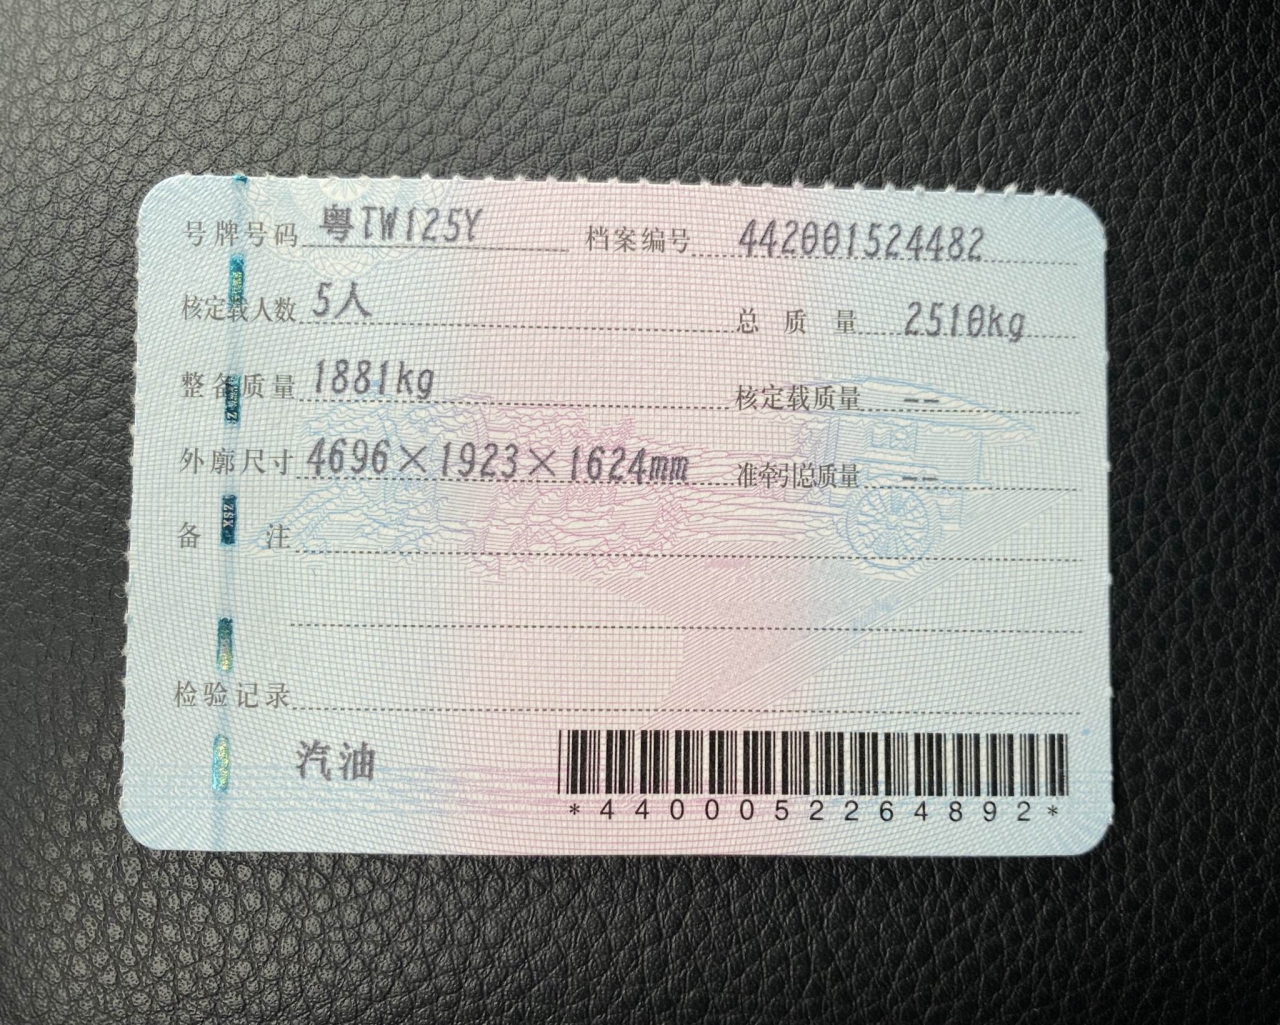 号牌号码 粤TW125Y 档案编号 442001524482
核定载人数 5人 总质量 2510kg
整备质量 1881kg 核定载质量 --
外廓尺寸 4696×1923×1624mm 准牵引总质量 --
备注
检验记录
汽油
*4400052264892*